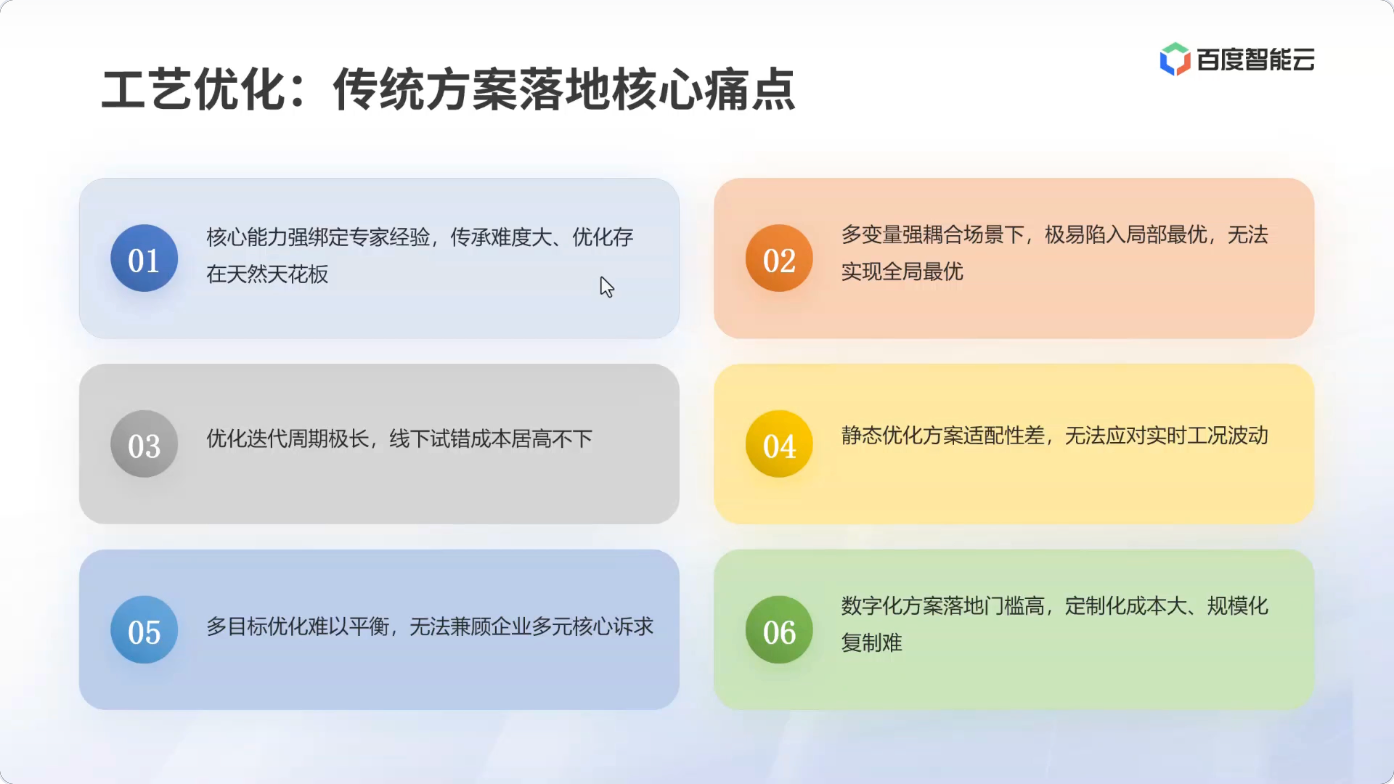 百度智能云
工艺优化：传统方案落地核心痛点
01
核心能力强绑定专家经验，传承难度大、优化存
在天然天花板
02
多变量强耦合场景下，极易陷入局部最优，无法
实现全局最优
03
优化迭代周期极长，线下试错成本居高不下
04
静态优化方案适配性差，无法应对实时工况波动
05
多目标优化难以平衡，无法兼顾企业多元核心诉求
06
数字化方案落地门槛高，定制化成本大、规模化
复制难